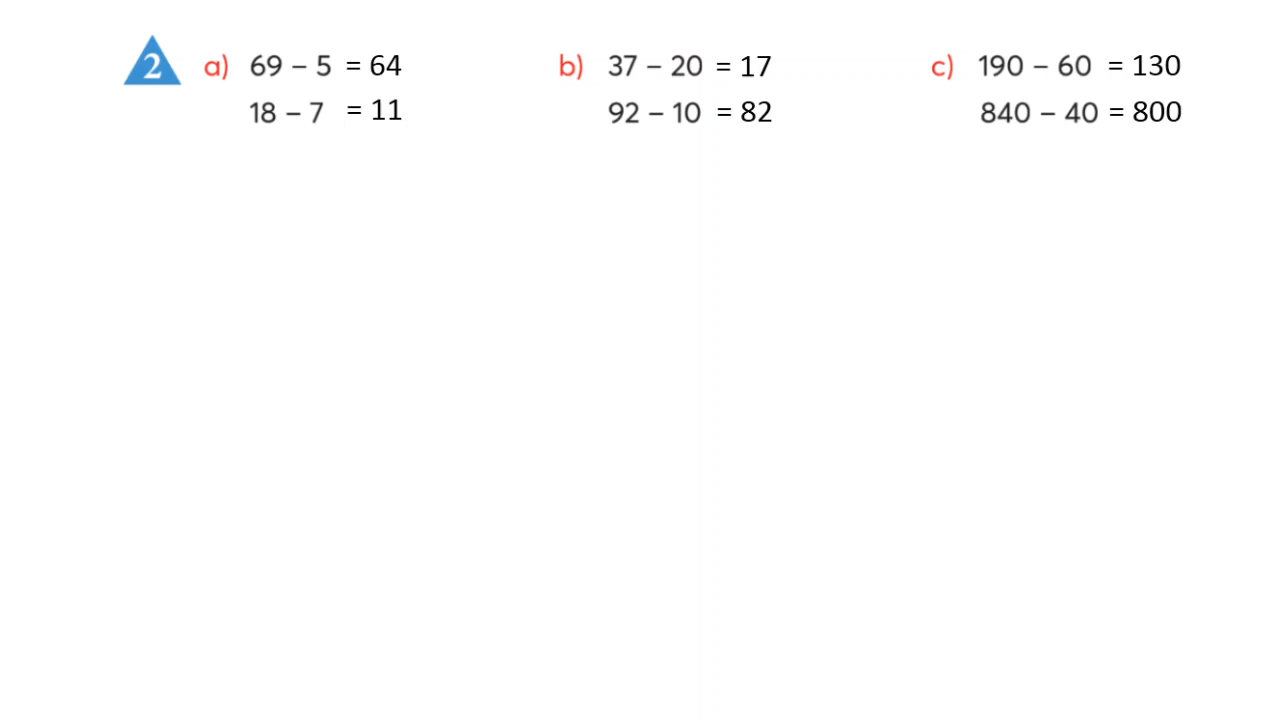 2 a) 69 – 5 = 64 b) 37 – 20 = 17 c) 190 – 60 = 130
18 – 7 = 11 92 – 10 = 82 840 – 40 = 800